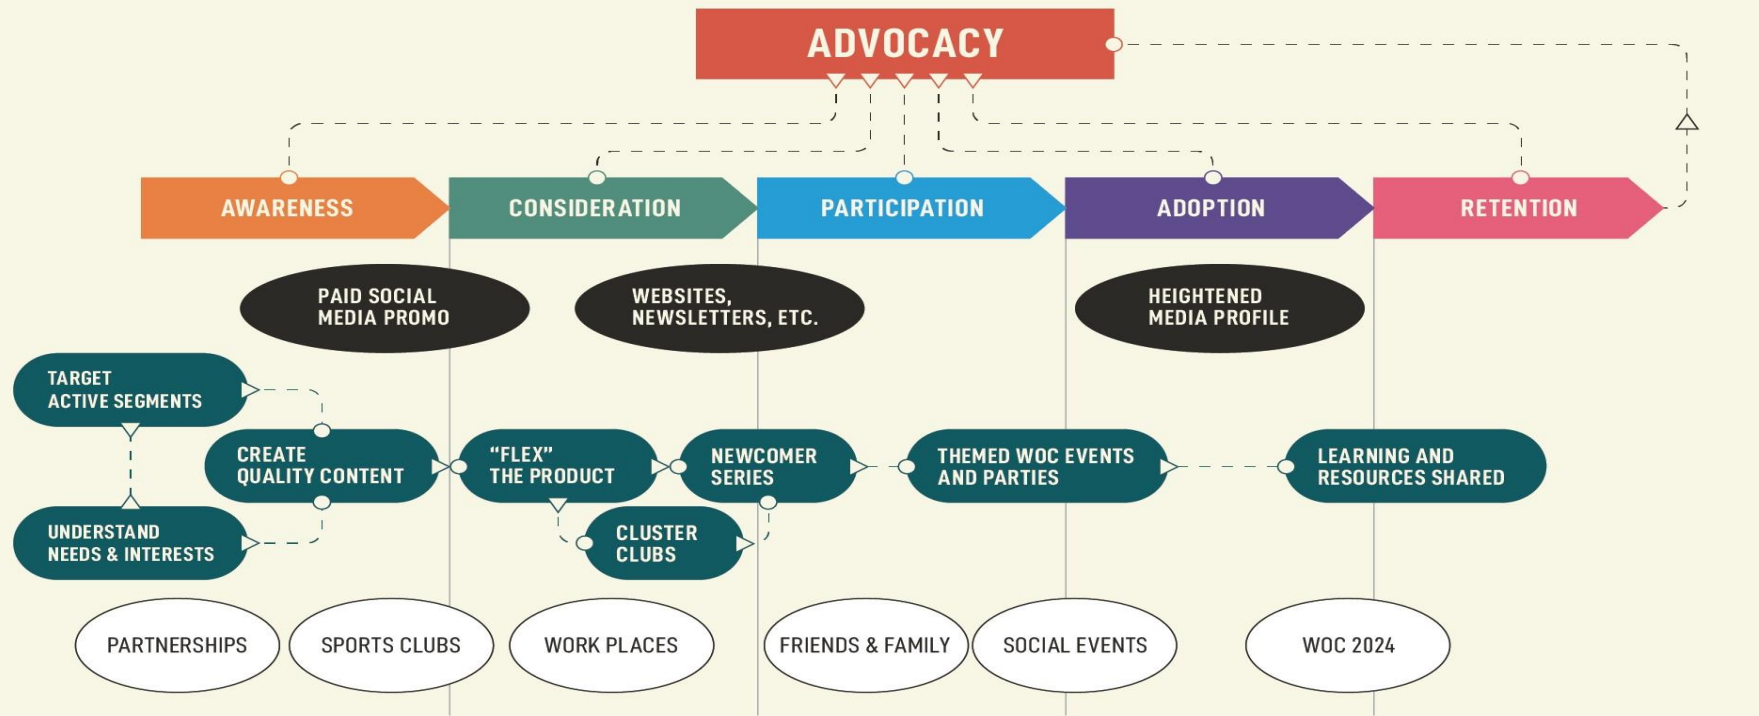 ADVOCACY
AWARENESS
CONSIDERATION
PARTICIPATION
ADOPTION
RETENTION
PAID SOCIAL
MEDIA PROMO
WEBSITES,
NEWSLETTERS, ETC.
HEIGHTENED
MEDIA PROFILE
TARGET
ACTIVE SEGMENTS
CREATE
QUALITY CONTENT
“FLEX”
THE PRODUCT
NEWCOMER
SERIES
THEMED WOC EVENTS
AND PARTIES
LEARNING AND
RESOURCES SHARED
UNDERSTAND
NEEDS & INTERESTS
CLUSTER
CLUBS
PARTNERSHIPS
SPORTS CLUBS
WORK PLACES
FRIENDS & FAMILY
SOCIAL EVENTS
WOC 2024